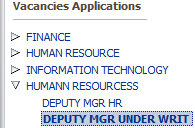 Vacancies Applications
FINANCE
HUMAN RESOURCE
INFORMATION TECHNOLOGY
HUMANN RESOURCESS
DEPUTY MGR HR
DEPUTY MGR UNDER WRIT